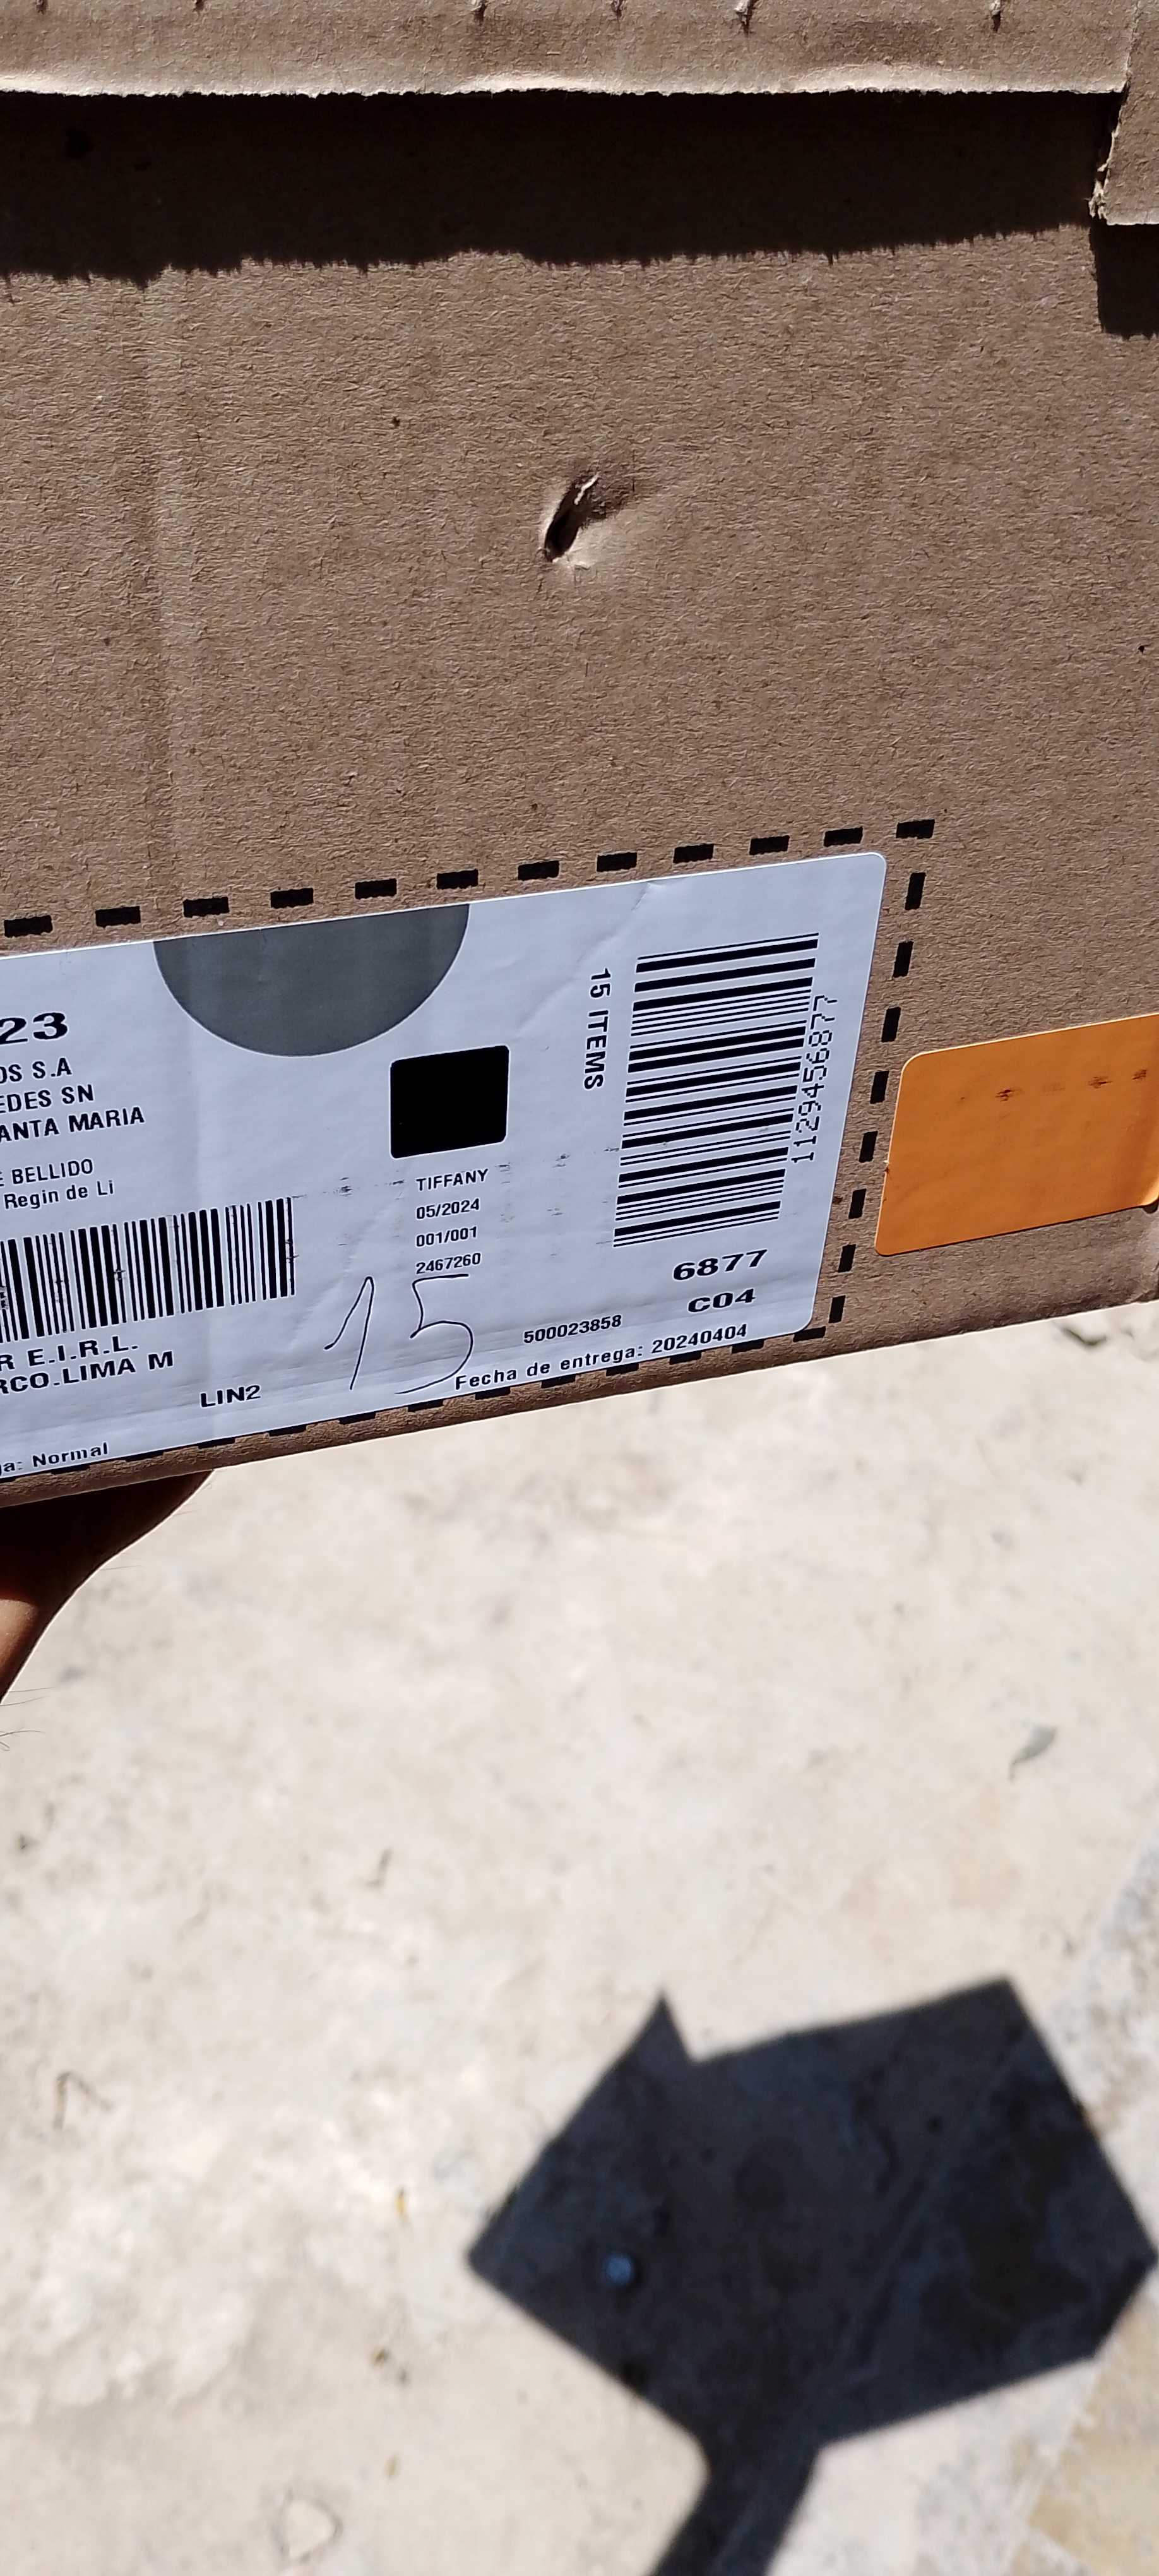 23
OS S.A
EDES SN
ANTA MARIA
E BELLIDO
Regin de Li
R E.I.R.L.
RCO-LIMA M
LIN2
ga: Normal
TIFFANY
05/2024
001/001
2467260
15
15 ITEMS
1129456877
6877
C04
500023858
Fecha de entrega: 20240404